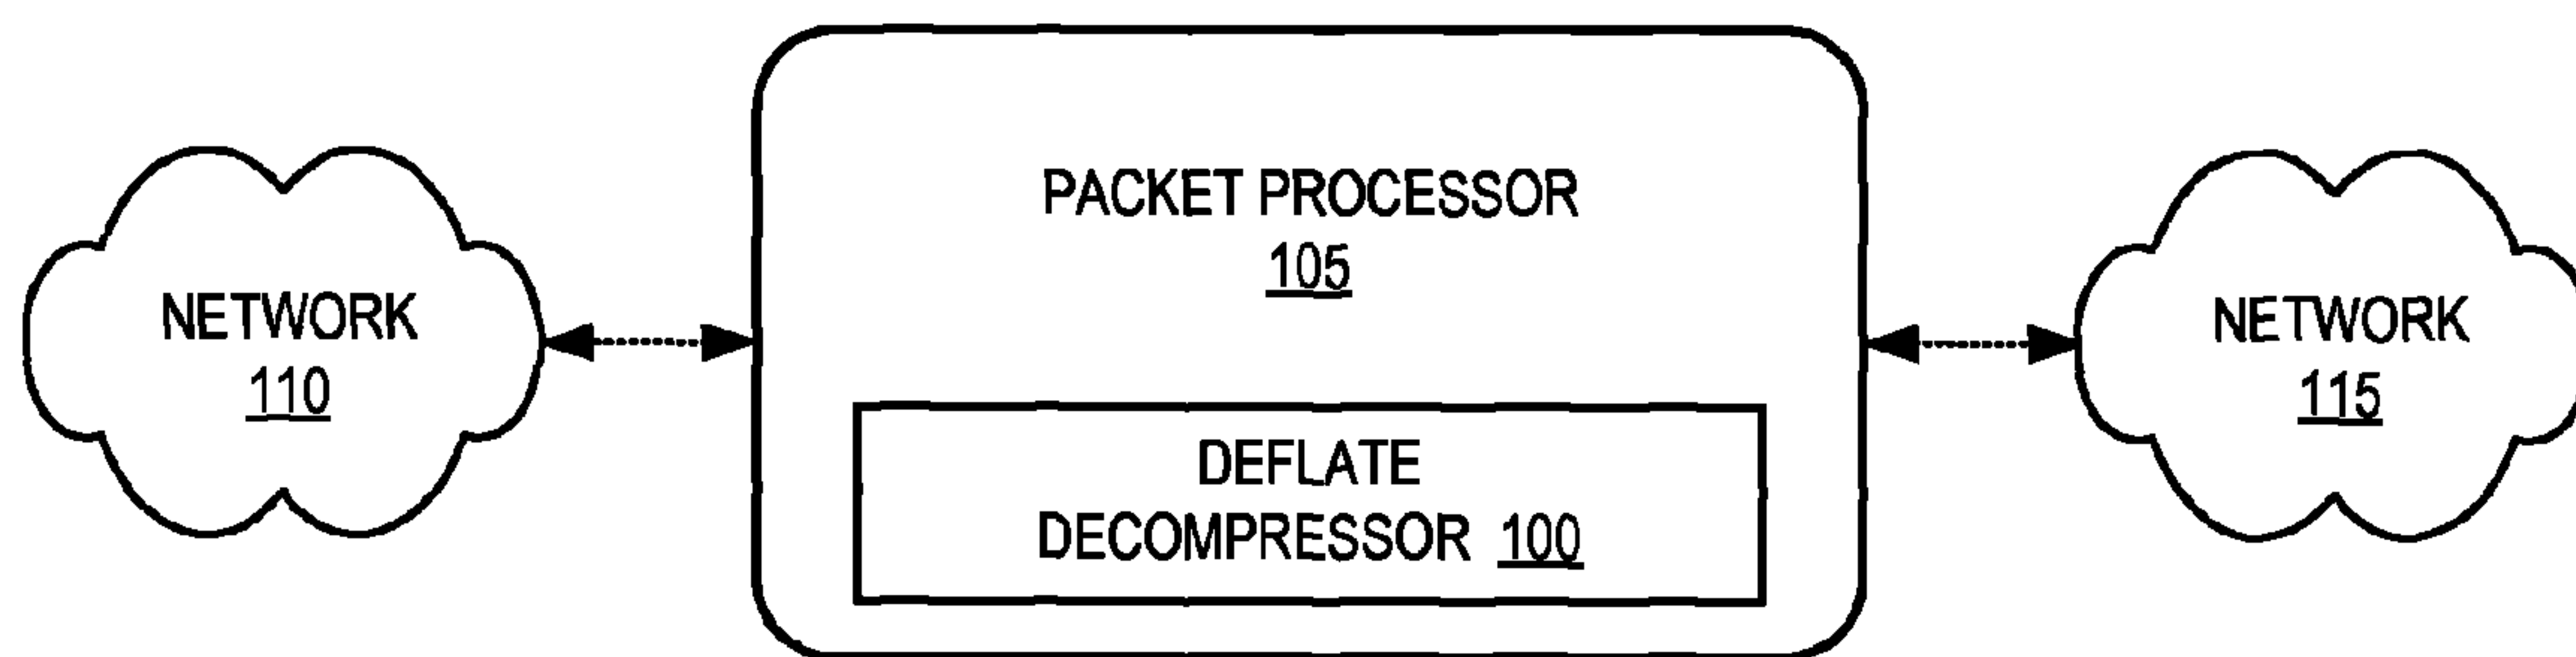 NETWORK
110
PACKET PROCESSOR
105
DEFLATE
DECOMPRESSOR 100
NETWORK
115